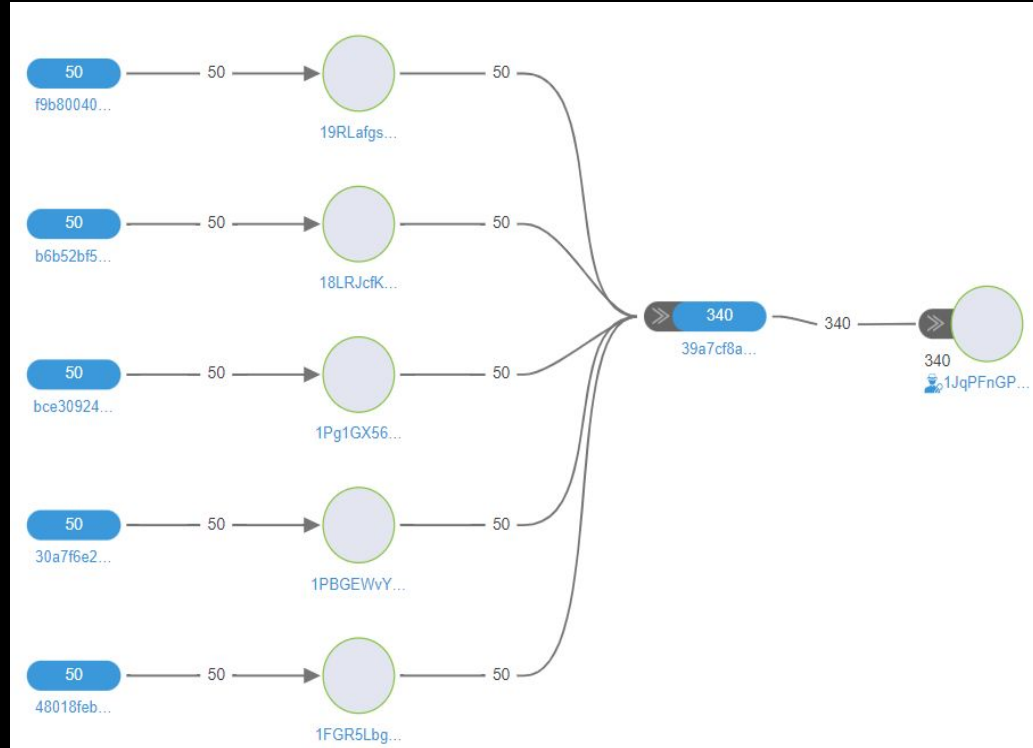 50 50 50
f9b80040...
19RLafgs...
50 50 50
b6b52bf5...
18LRJcfK...
340 340
39a7cf8a...
340
1JqPFnGP...
50 50 50
bce30924...
1Pg1GX56...
50 50 50
30a7f6e2...
1PBGEWvY...
50 50 50
48018feb...
1FGR5Lbg...